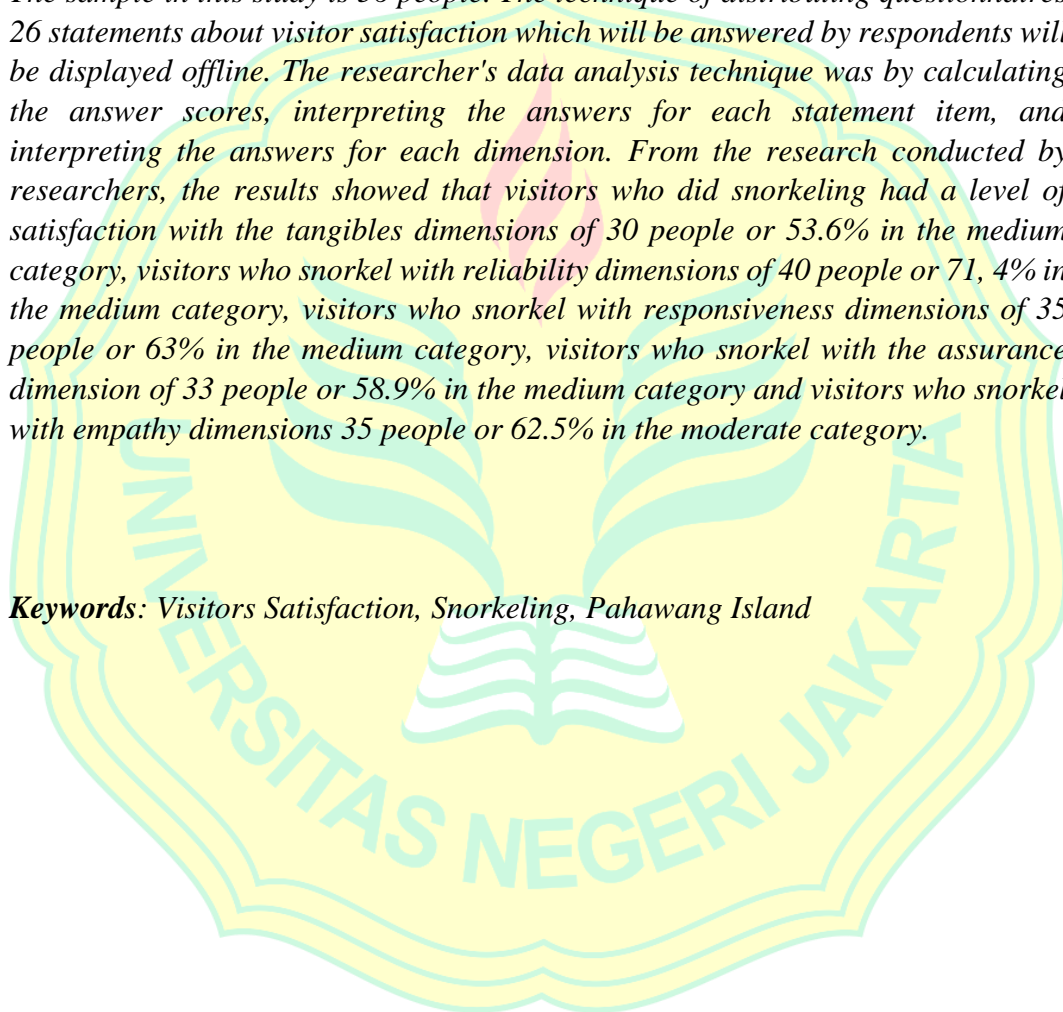 The sample in this study is people. The technique of distributing questionnaires
26 statements about visitor satisfaction which will be answered by respondents will
be displayed offline. The researcher's data analysis technique was by calculating
the answer scores, interpreting the answers for each statement item, and
interpreting the answers for each dimension. From the research conducted by
researchers, the results showed that visitors who did snorkeling had a level of
satisfaction with the tangibles dimensions of 30 people or 53.6% in the medium
category, visitors who snorkel with reliability dimensions of 40 people or 71, 4% in
the medium category, visitors who snorkel with responsiveness dimensions of 35
people or 63% in the medium category, visitors who snorkel with the assurance
dimension of 33 people or 58.9% in the medium category and visitors who snorkel
with empathy dimensions 35 people or 62.5% in the moderate category.
Keywords: Visitors Satisfaction, Snorkeling, Pahawang Island
UNIVERSITAS NEGERI JAKARTA